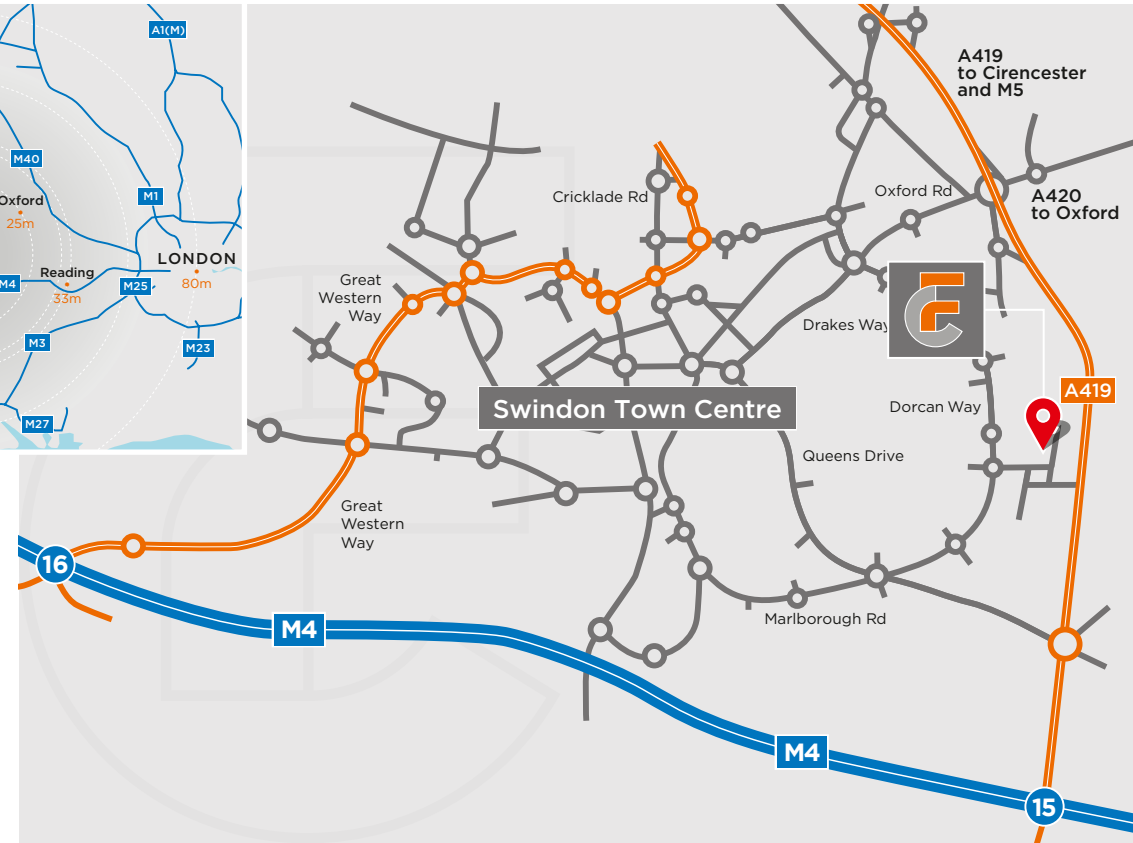 A1(M)
M40
Oxford
25m
M1
LONDON
80m
Reading
33m
M4
M25
M3
M23
M27
A419
to Cirencester
and M5
Cricklade Rd
Oxford Rd
A420
to Oxford
Great
Western
Way
Drakes Way
A419
Swindon Town Centre
Dorcan Way
Queens Drive
Great
Western
Way
16
M4
Marlborough Rd
M4
15